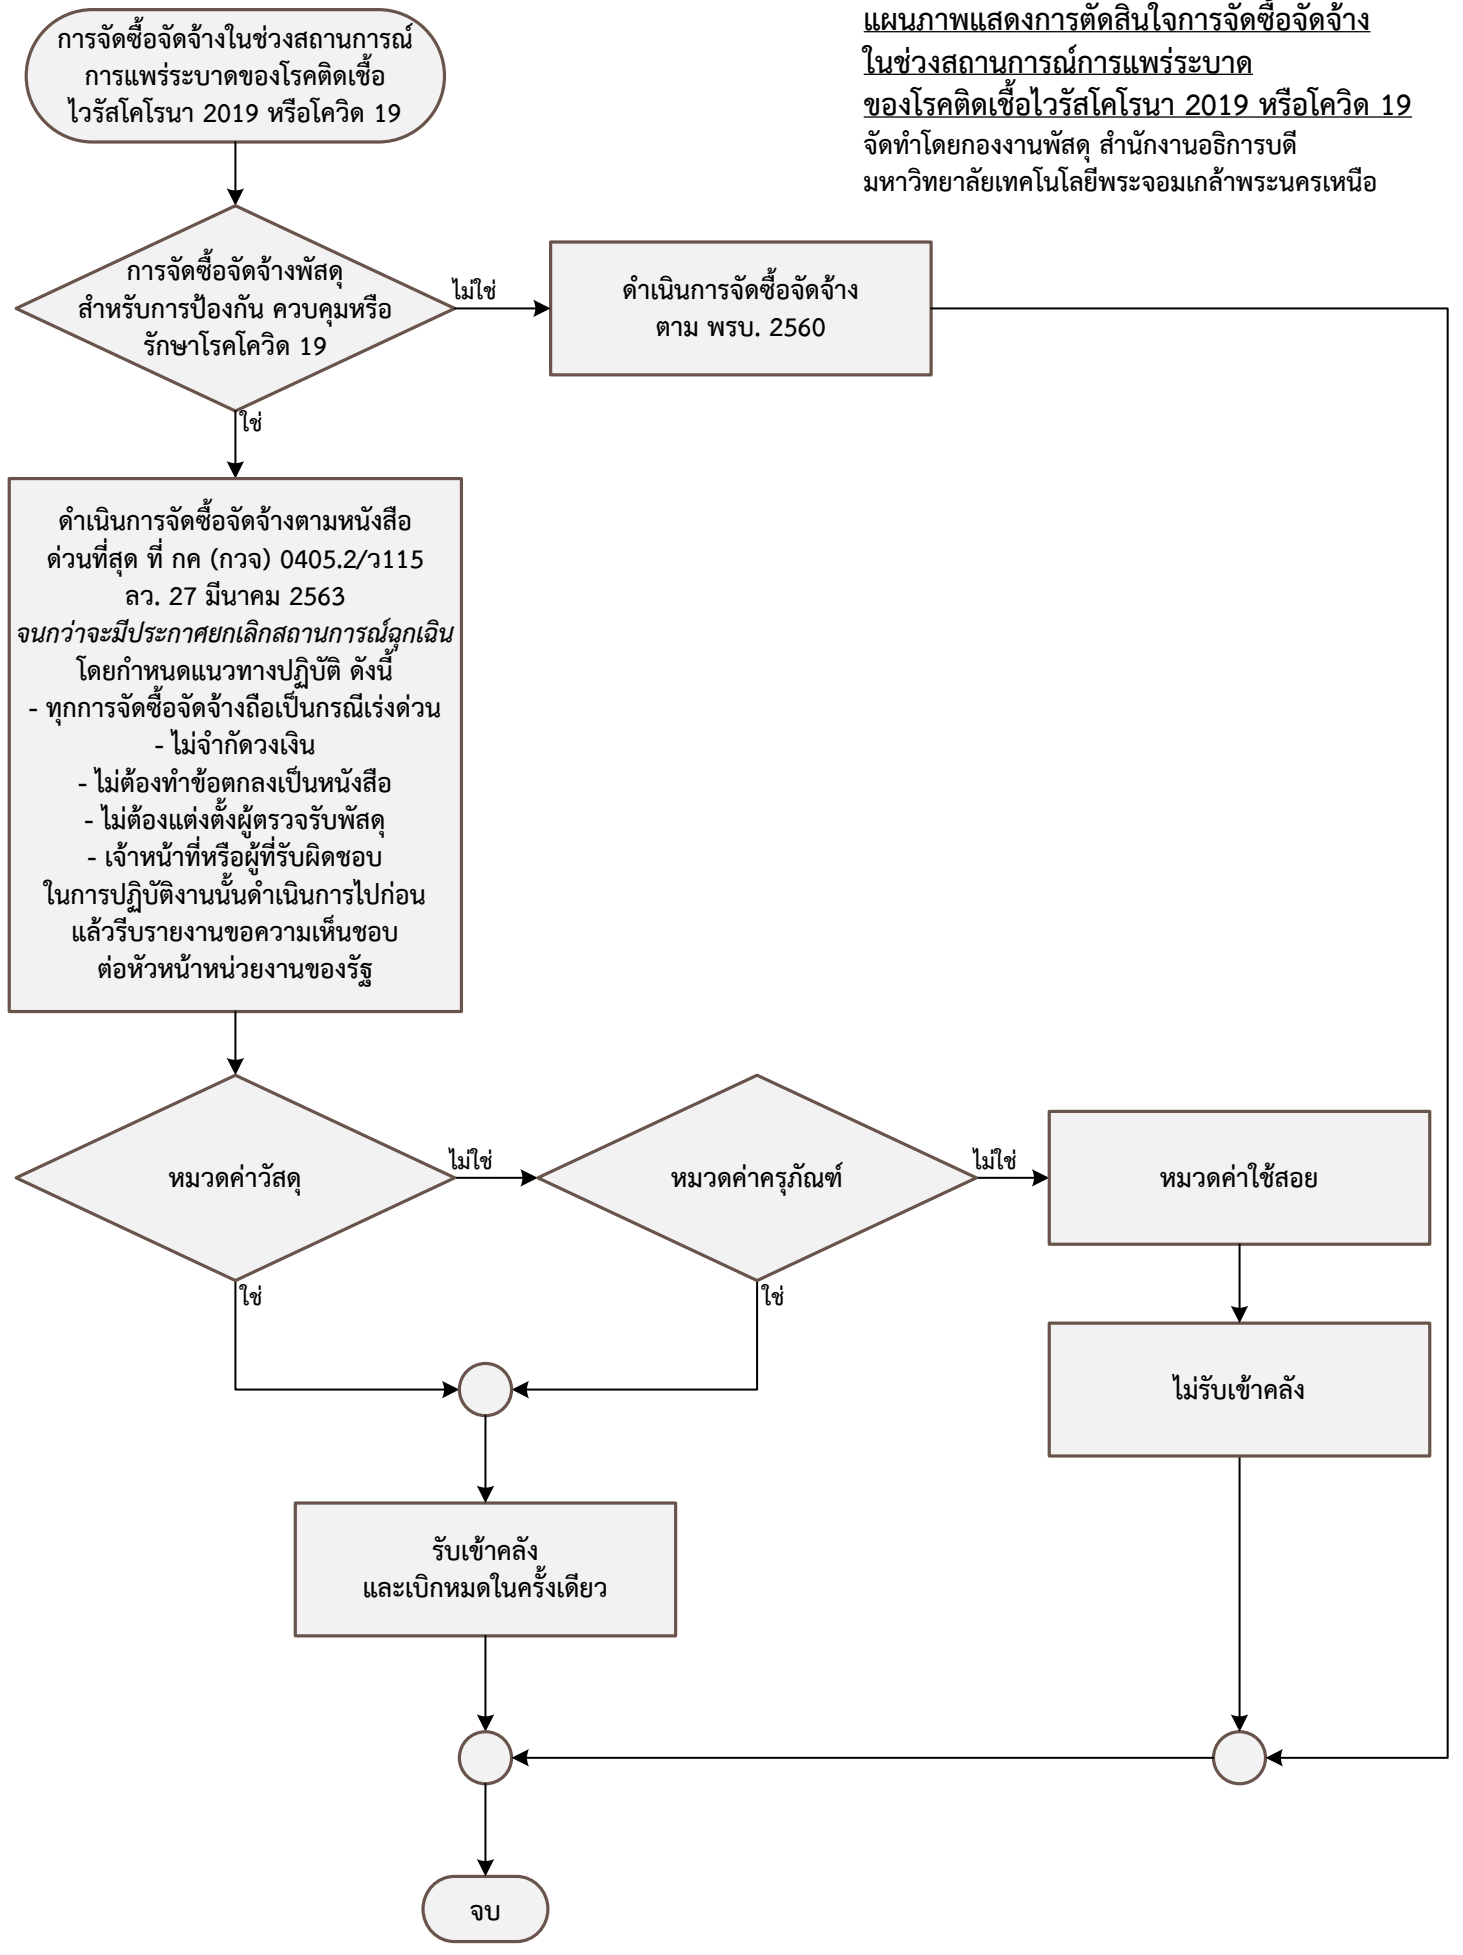 แผนภาพแสดงการตัดสินใจการจัดซื้อจัดจ้าง
ในช่วงสถานการณ์การแพร่ระบาด
ของโรคติดเชื้อไวรัสโคโรนา 2019 หรือโควิด 19
จัดทำโดยกองงานพัสดุ สำนักงานอธิการบดี
มหาวิทยาลัยเทคโนโลยีพระจอมเกล้าพระนครเหนือ
การจัดซื้อจัดจ้างในช่วงสถานการณ์
การแพร่ระบาดของโรคติดเชื้อ
ไวรัสโคโรนา 2019 หรือโควิด 19
การจัดซื้อจัดจ้างพัสดุ
สำหรับการป้องกัน ควบคุมหรือ
รักษาโรคโควิด 19
ไม่ใช่
ดำเนินการจัดซื้อจัดจ้าง
ตาม พรบ. 2560
ใช่
ดำเนินการจัดซื้อจัดจ้างตามหนังสือ
ด่วนที่สุด ที่ กค (กวจ) 0405.2/ว115
ลว. 27 มีนาคม 2563
จนกว่าจะมีประกาศยกเลิกสถานการณ์ฉุกเฉิน
โดยกำหนดแนวทางปฏิบัติ ดังนี้
- ทุกการจัดซื้อจัดจ้างถือเป็นกรณีเร่งด่วน
- ไม่จำกัดวงเงิน
- ไม่ต้องทำข้อตกลงเป็นหนังสือ
- ไม่ต้องแต่งตั้งผู้ตรวจรับพัสดุ
- เจ้าหน้าที่หรือผู้ที่รับผิดชอบ
ในการปฏิบัติงานนั้นดำเนินการไปก่อน
แล้วรีบรายงานขอความเห็นชอบ
ต่อหัวหน้าหน่วยงานของรัฐ
หมวดค่าวัสดุ
ไม่ใช่
หมวดค่าครุภัณฑ์
ไม่ใช่
หมวดค่าใช้สอย
ใช่
ใช่
ไม่รับเข้าคลัง
รับเข้าคลัง
และเบิกหมดในครั้งเดียว
จบ